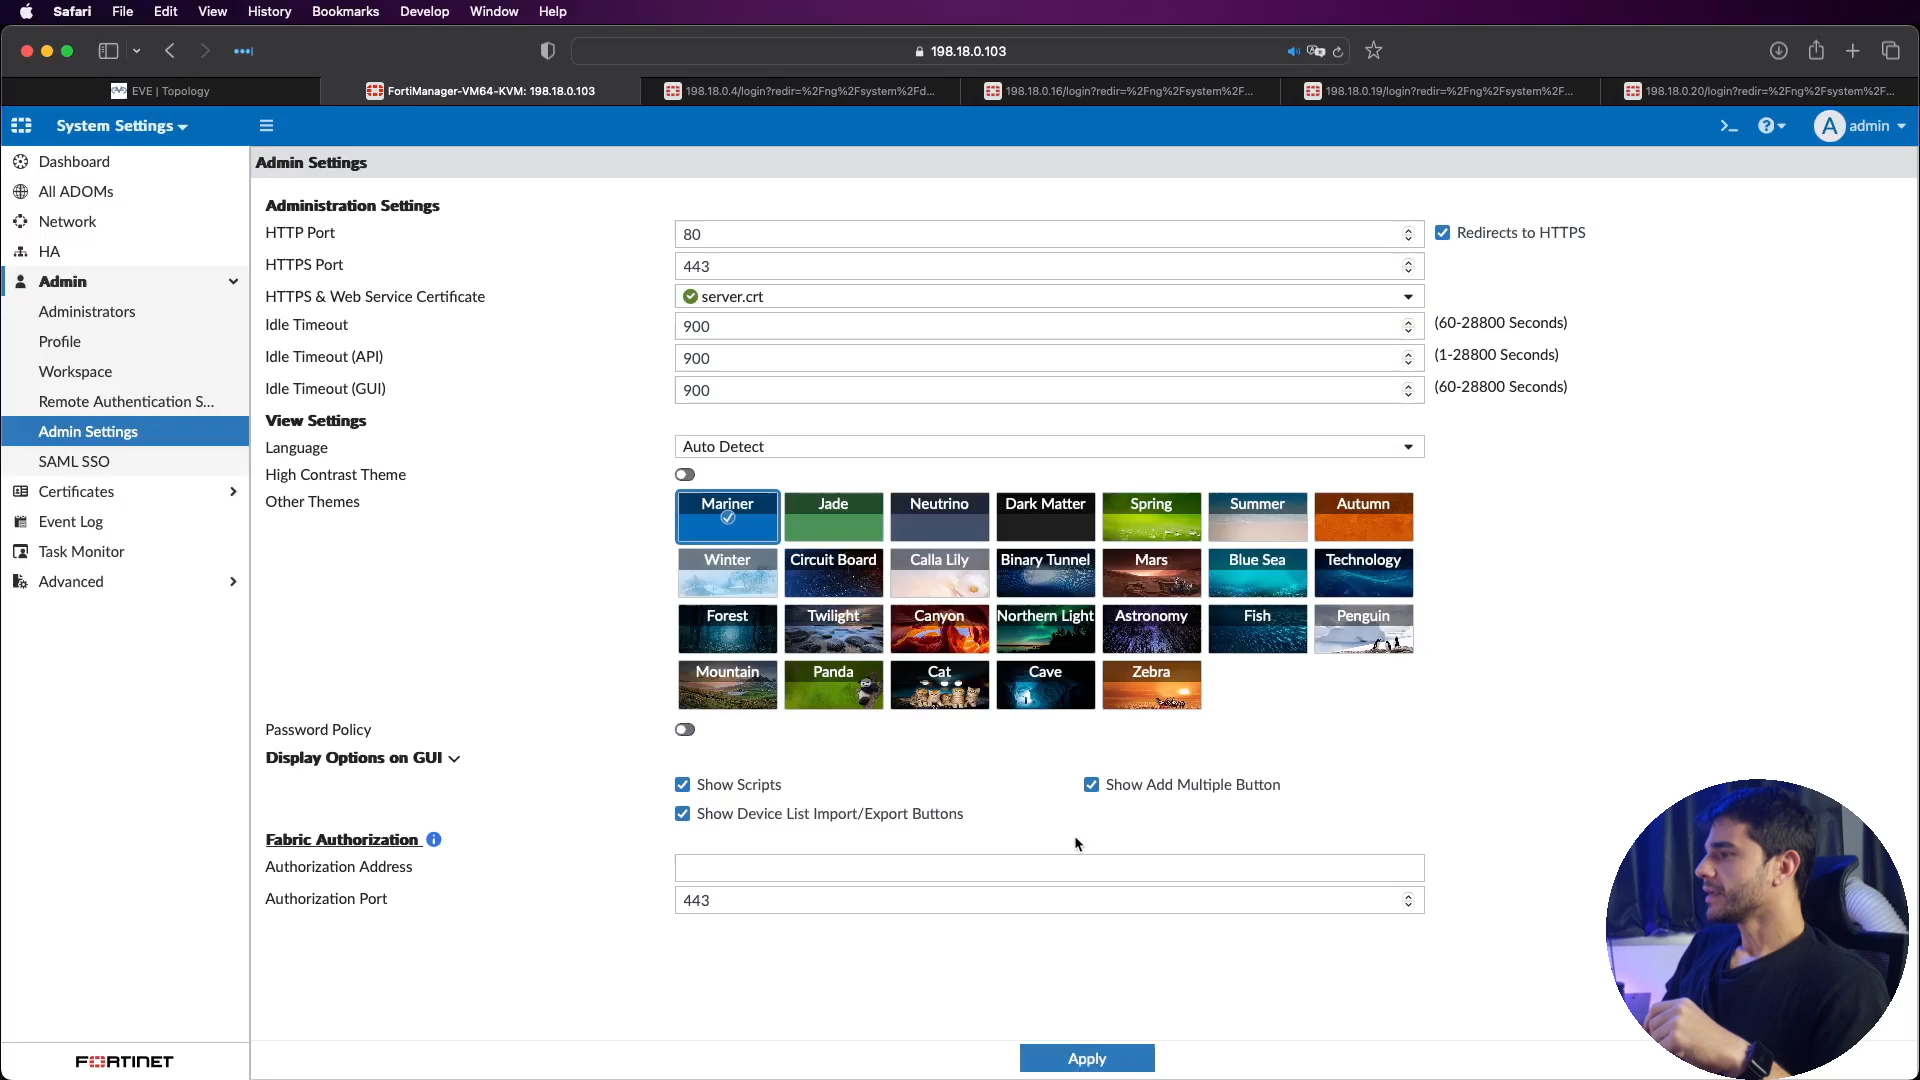 Safari File Edit View History Bookmarks Develop Window Help
198.18.0.103
EVE | Topology
FortiManager-VM64-KVM: 198.18.0.103
198.18.0.4/login?redir=%2Fng%2Fsystem%2Fd...
198.18.0.16/login?redir=%2Fng%2Fsystem%2F...
198.18.0.19/login?redir=%2Fng%2Fsystem%2F...
198.18.0.20/login?redir=%2Fng%2Fsystem%2F...
System Settings
A admin
Dashboard
All ADOMs
Network
HA
Admin
Administrators
Profile
Workspace
Remote Authentication S...
Admin Settings
SAML SSO
Certificates
Event Log
Task Monitor
Advanced
FORTINET
Admin Settings
Administration Settings
HTTP Port 80 Redirects to HTTPS
HTTPS Port 443
HTTPS & Web Service Certificate server.crt
Idle Timeout 900 (60-28800 Seconds)
Idle Timeout (API) 900 (1-28800 Seconds)
Idle Timeout (GUI) 900 (60-28800 Seconds)
View Settings
Language Auto Detect
High Contrast Theme
Other Themes
Mariner Jade Neutrino Dark Matter Spring Summer Autumn
Winter Circuit Board Calla Lily Binary Tunnel Mars Blue Sea Technology
Forest Twilight Canyon Northern Light Astronomy Fish Penguin
Mountain Panda Cat Cave Zebra
Password Policy
Display Options on GUI
Show Scripts Show Add Multiple Button
Show Device List Import/Export Buttons
Fabric Authorization
Authorization Address
Authorization Port 443
Apply